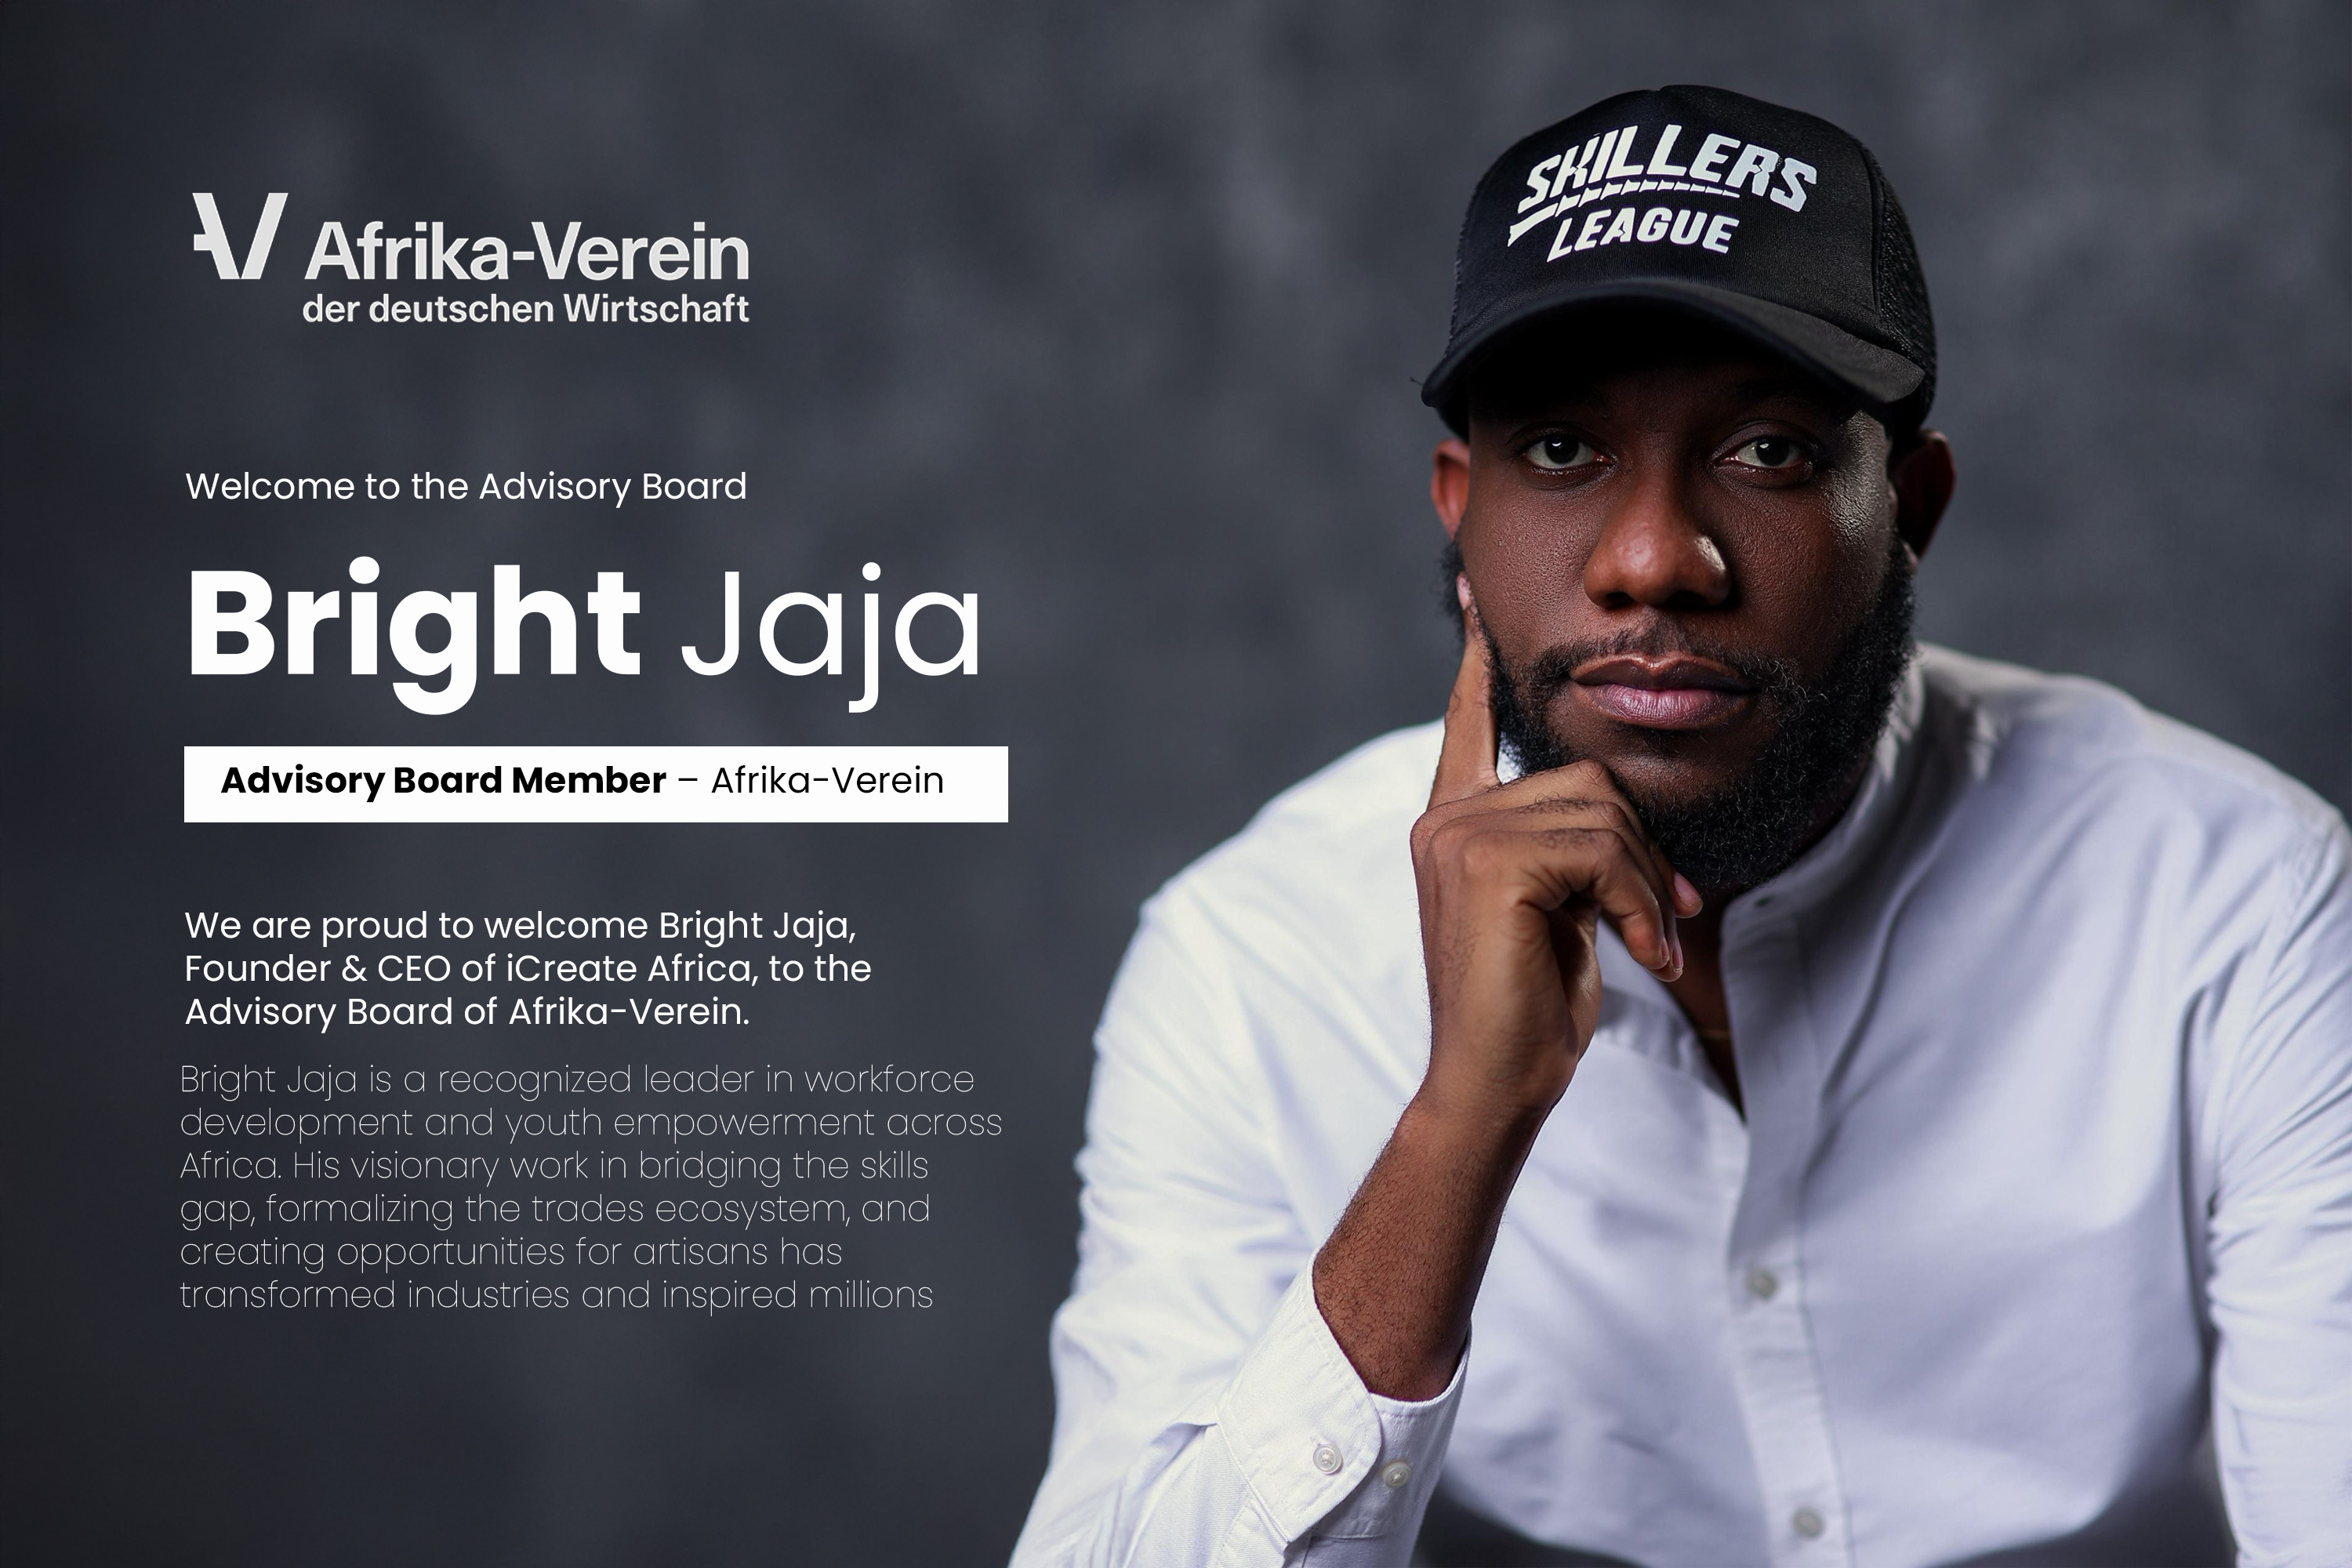 Afrika-Verein
der deutschen Wirtschaft
SKILLERS
LEAGUE
Welcome to the Advisory Board
Bright Jaja
Advisory Board Member – Afrika-Verein
We are proud to welcome Bright Jaja,
Founder & CEO of iCreate Africa, to the
Advisory Board of Afrika-Verein.
Bright Jaja is a recognized leader in workforce
development and youth empowerment across
Africa. His visionary work in bridging the skills
gap, formalizing the trades ecosystem, and
creating opportunities for artisans has
transformed industries and inspired millions